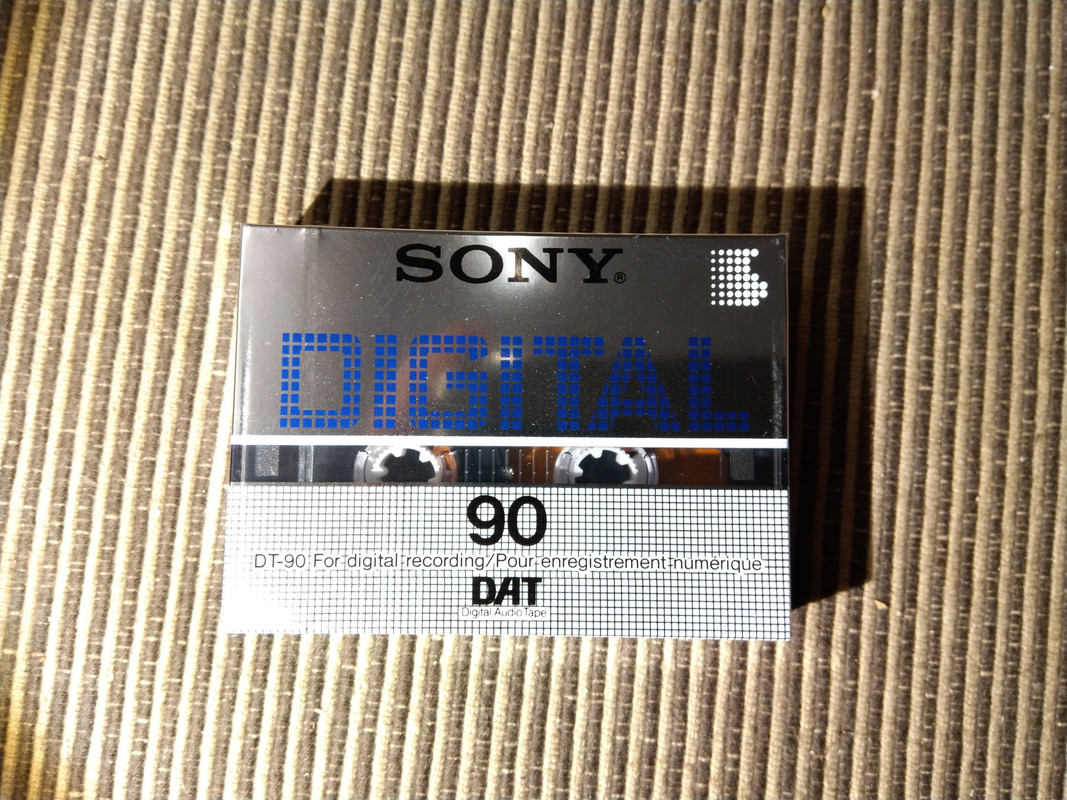 SONY®
DIGITAL
90
DT-90 For digital recording/Pour enregistrement numérique
DAT
Digital Audio Tape